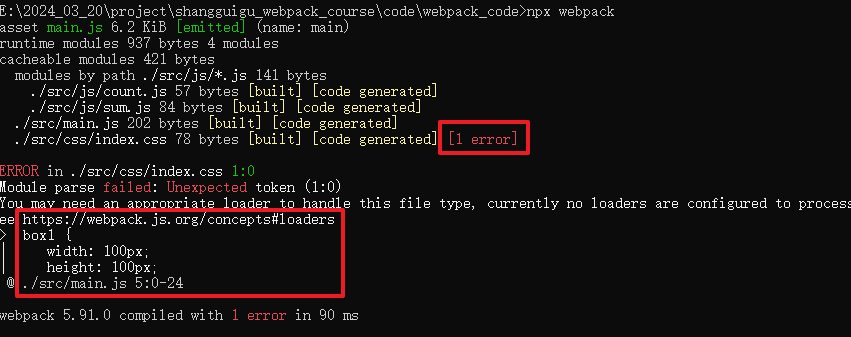 E:\2024_03_20\project\shangguigu_webpack_course\code\webpack_code>npx webpack
asset main.js 6.2 KiB [emitted] (name: main)
runtime modules 937 bytes 4 modules
cacheable modules 421 bytes
  modules by path ./src/js/*.js 141 bytes
    ./src/js/count.js 57 bytes [built] [code generated]
    ./src/js/sum.js 84 bytes [built] [code generated]
  ./src/main.js 202 bytes [built] [code generated]
  ./src/css/index.css 78 bytes [built] [code generated] [1 error]
ERROR in ./src/css/index.css 1:0
Module parse failed: Unexpected token (1:0)
You may need an appropriate loader to handle this file type, currently no loaders are configured to process
ee https://webpack.js.org/concepts#loaders
> box1 {
|     width: 100px;
|     height: 100px;
 @ ./src/main.js 5:0-24
webpack 5.91.0 compiled with 1 error in 90 ms